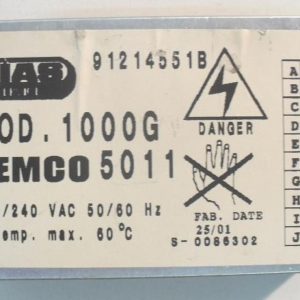 91214551B
OD. 1000G
EMCO 5011
DANGER
/240 VAC 50/60 Hz
emp. max. 60°C
FAB. DATE
25/01
S-0086302
A
B
C
D
E
F
G
H
I
J